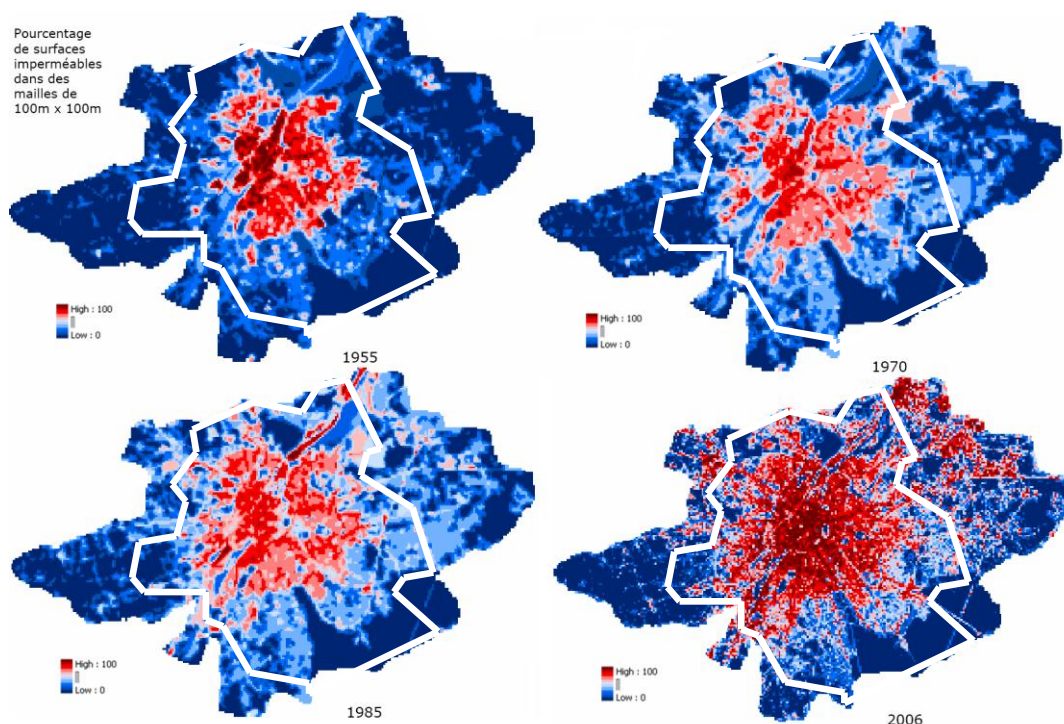 Pourcentage
de surfaces
imperméables
dans des
mailles de
100m x 100m
High : 100
Low : 0
1955
High : 100
Low : 0
1970
High : 100
Low : 0
1985
High : 100
Low : 0
2006